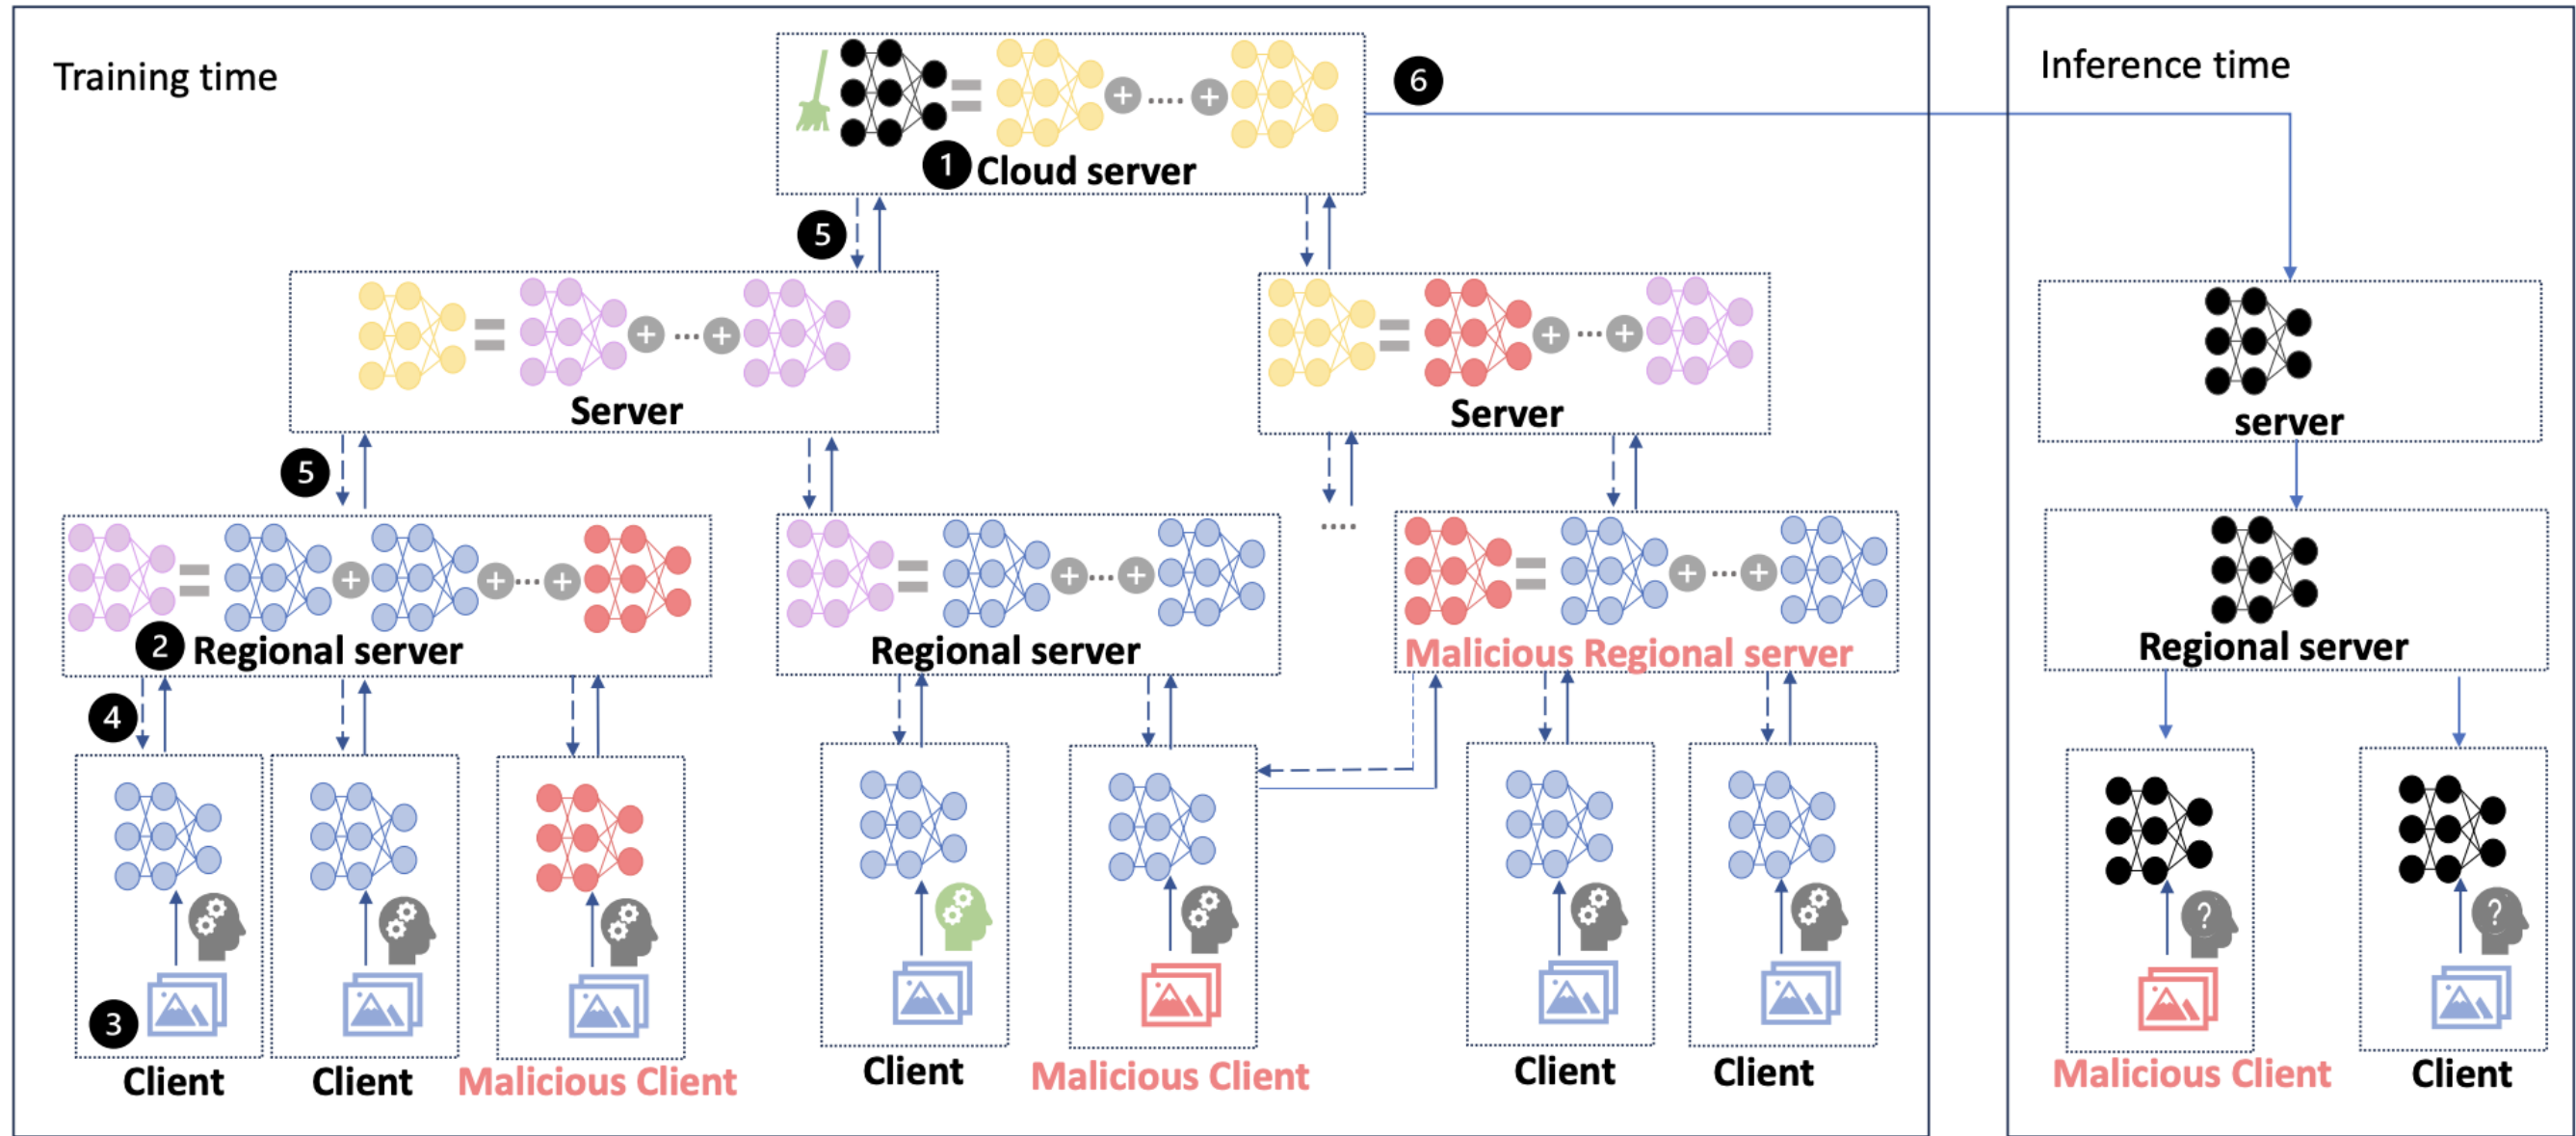 Training time
6
Inference time
1 Cloud server
5
Server
Server
server
5
....
2 Regional server
Regional server
Malicious Regional server
Regional server
4
3
Client
Client
Malicious Client
Client
Malicious Client
Client
Client
? ?
Malicious Client
Client